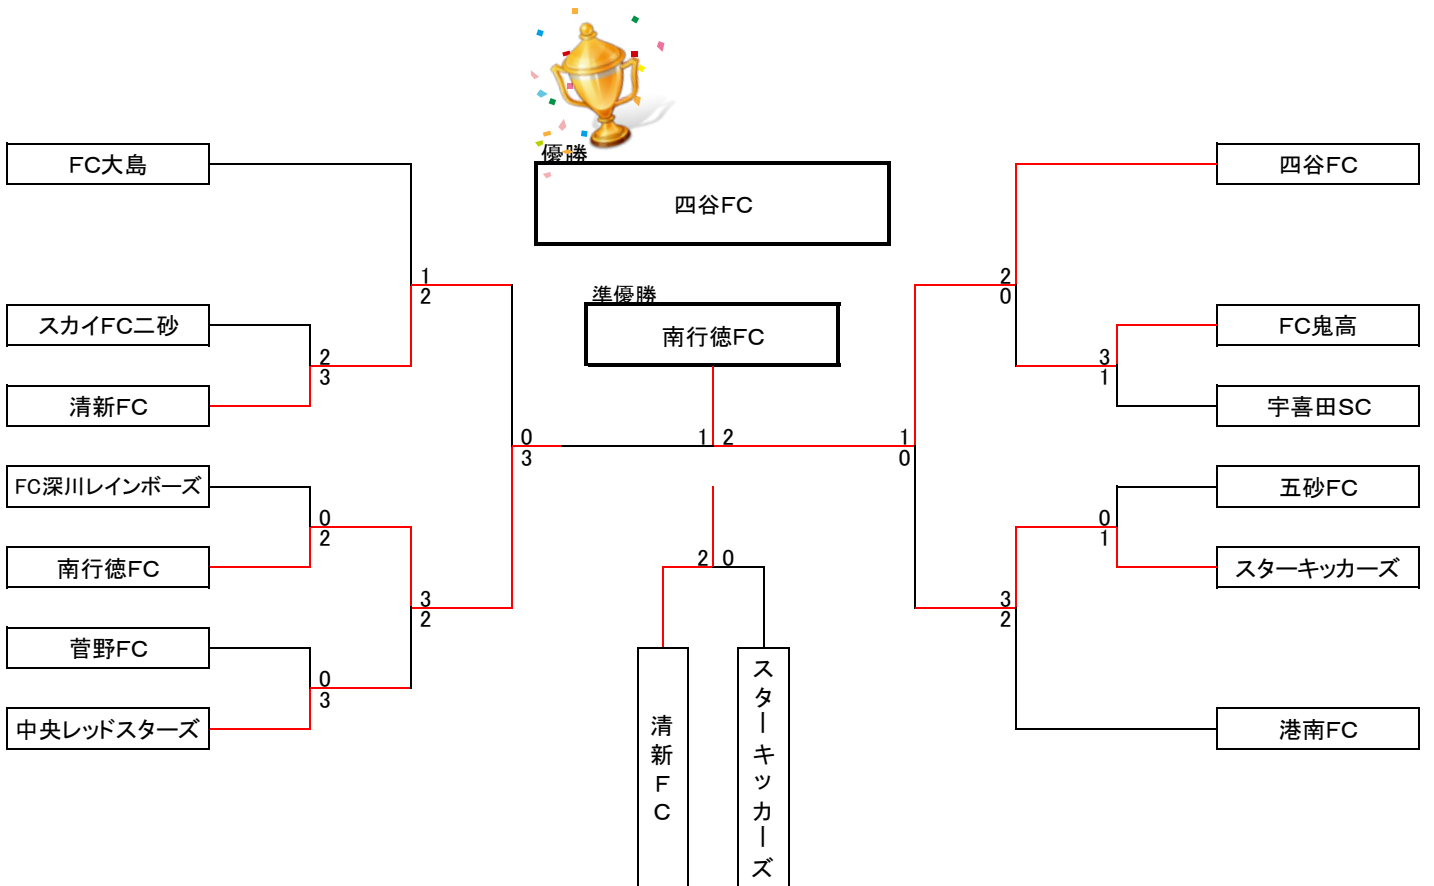 優勝
四谷FC
準優勝
南行徳FC
FC大島
スカイFC二砂
清新FC
FC深川レインボーズ
南行徳FC
菅野FC
中央レッドスターズ
1
2
2
3
0
2
0
3
3
2
0
3
1 2
2 0
清新FC
スターキッカーズ
1
0
2
0
3
2
3
1
0
1
四谷FC
FC鬼高
宇喜田SC
五砂FC
スターキッカーズ
港南FC